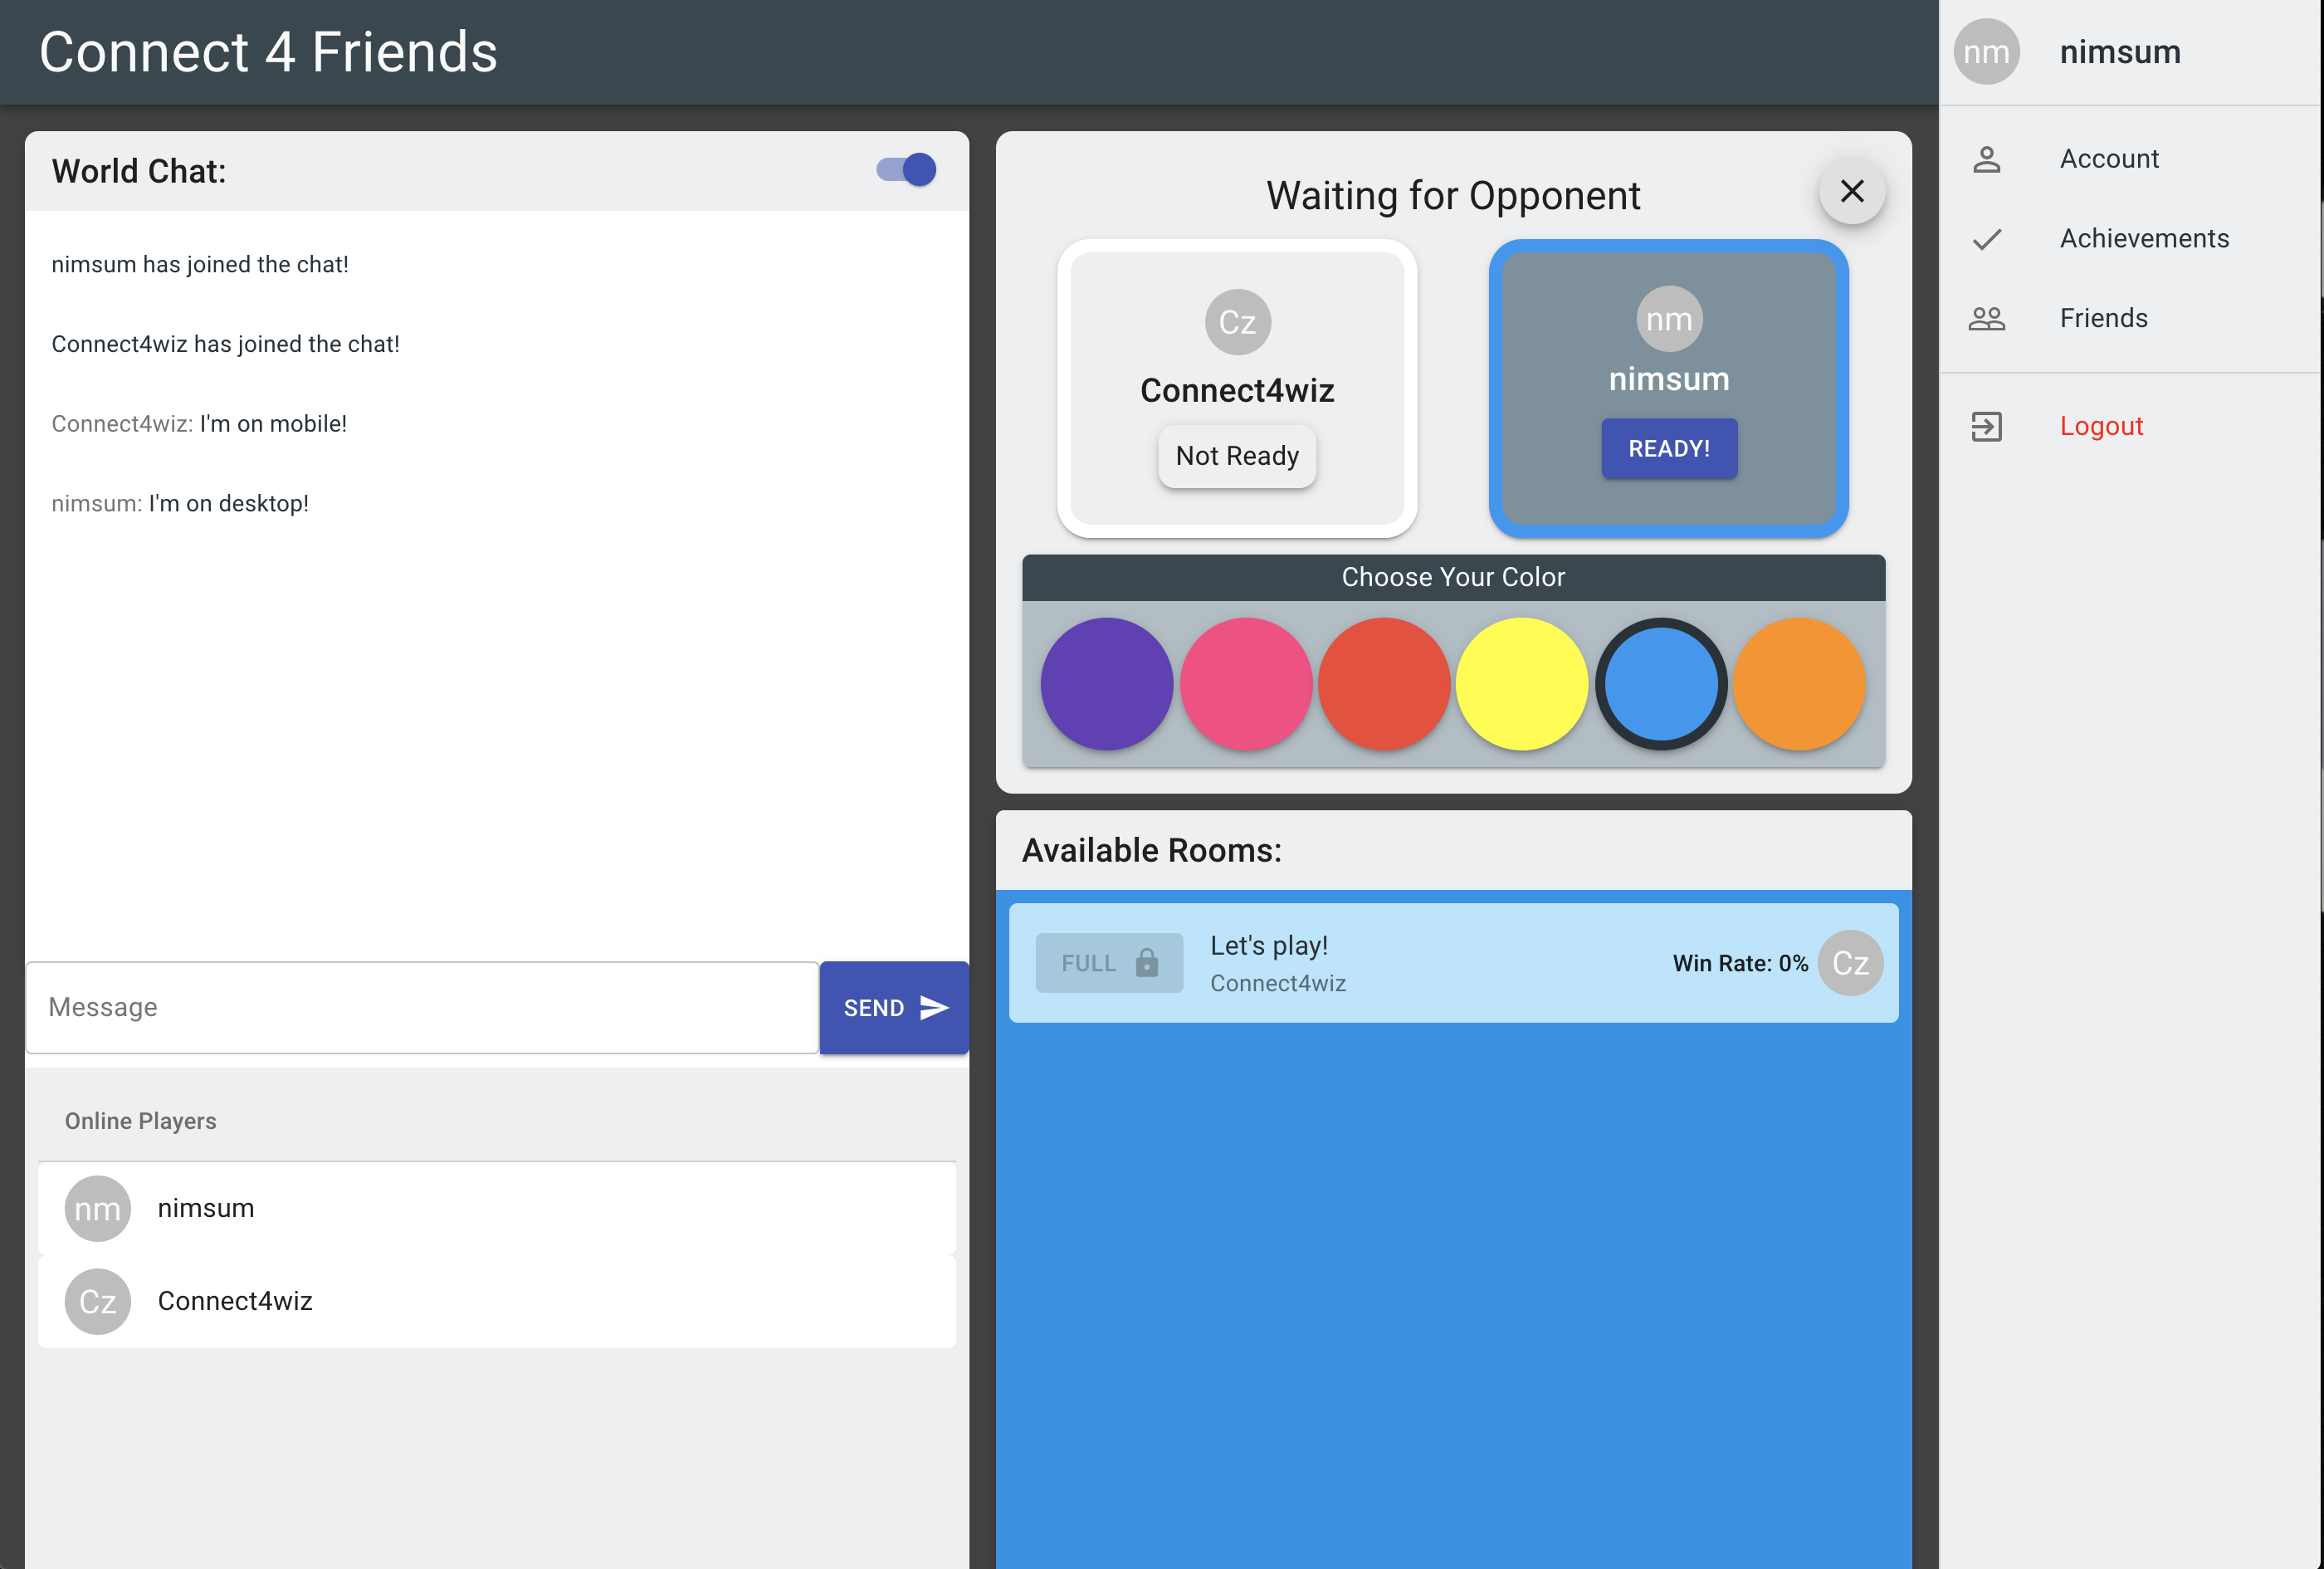 Connect 4 Friends
nm
nimsum
Account
Achievements
Friends
Logout
World Chat:
nimsum has joined the chat!
Connect4wiz has joined the chat!
Connect4wiz: I'm on mobile!
nimsum: I'm on desktop!
Message
SEND
Online Players
nm
nimsum
Cz
Connect4wiz
Waiting for Opponent
Cz
Connect4wiz
Not Ready
nm
nimsum
READY!
Choose Your Color
Available Rooms:
FULL
Let's play!
Connect4wiz
Win Rate: 0%
Cz